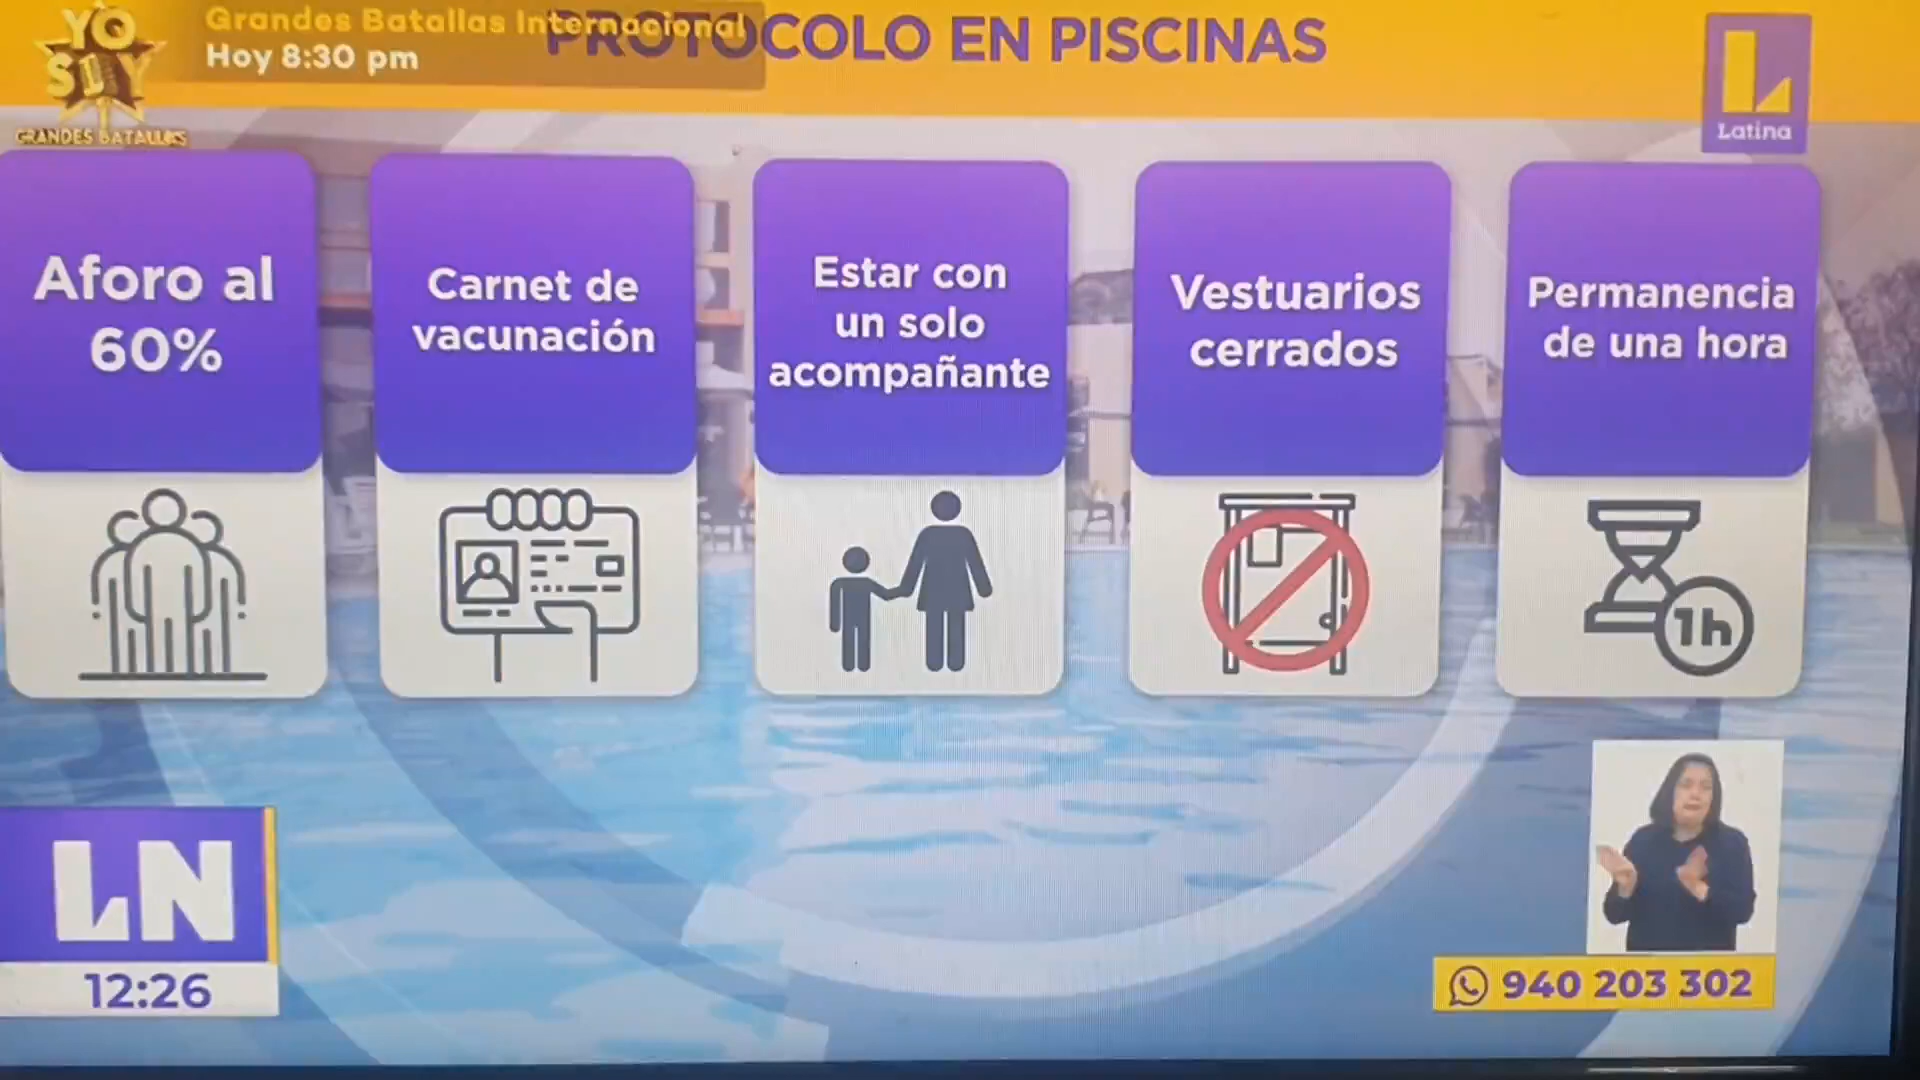 YO
SOY
GRANDES BATALLAS
Grandes Batallas Internacional
Hoy 8:30 pm
PROTOCOLO EN PISCINAS
Latina
Aforo al
60%
Carnet de
vacunación
Estar con
un solo
acompañante
Vestuarios
cerrados
Permanencia
de una hora
1h
LN
12:26
940 203 302